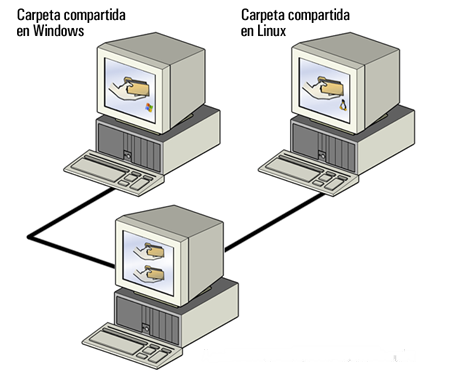 Carpeta compartida
en Windows
Carpeta compartida
en Linux